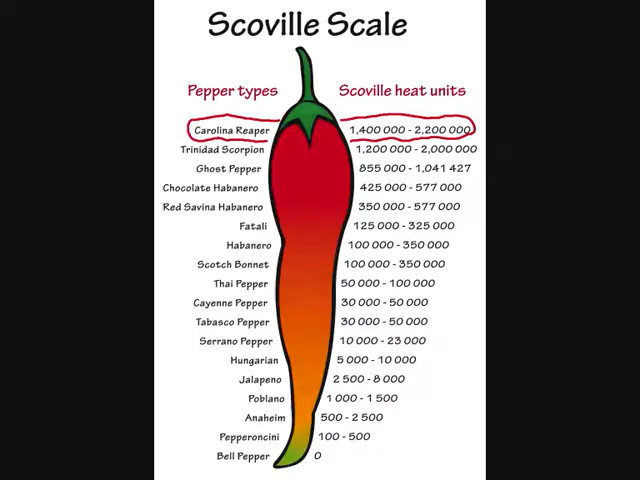 Scoville Scale
Pepper types Scoville heat units
Carolina Reaper 1,400 000 - 2,200 000
Trinidad Scorpion 1,200 000 - 2,000 000
Ghost Pepper 855 000 - 1,041 427
Chocolate Habanero 425 000 - 577 000
Red Savina Habanero 350 000 - 577 000
Fatali 125 000 - 325 000
Habanero 100 000 - 350 000
Scotch Bonnet 100 000 - 350 000
Thai Pepper 50 000 - 100 000
Cayenne Pepper 30 000 - 50 000
Tabasco Pepper 30 000 - 50 000
Serrano Pepper 10 000 - 23 000
Hungarian 5 000 - 10 000
Jalapeno 2 500 - 8 000
Poblano 1 000 - 1 500
Anaheim 500 - 2 500
Pepperoncini 100 - 500
Bell Pepper 0